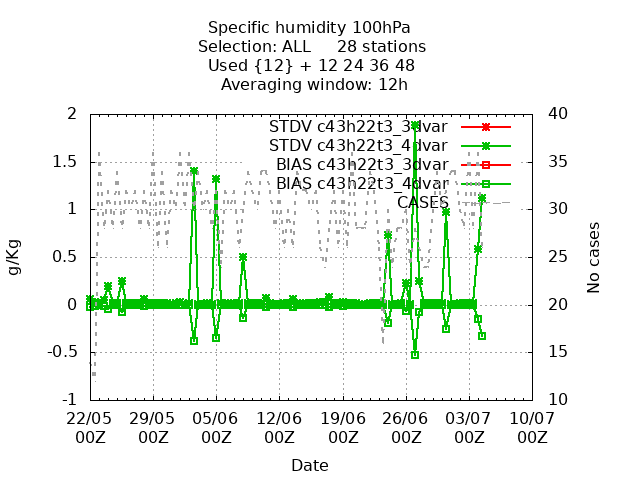 Specific humidity 100hPa
Selection: ALL 28 stations
Used {12} + 12 24 36 48
Averaging window: 12h
STDV c43h22t3_3dvar
STDV c43h22t3_4dvar
BIAS c43h22t3_3dvar
BIAS c43h22t3_4dvar
CASES
g/Kg
2
1.5
1
0.5
0
-0.5
-1
No cases
40
35
30
25
20
15
10
22/05 29/05 05/06 12/06 19/06 26/06 03/07 10/07
00Z 00Z 00Z 00Z 00Z 00Z 00Z 00Z
Date